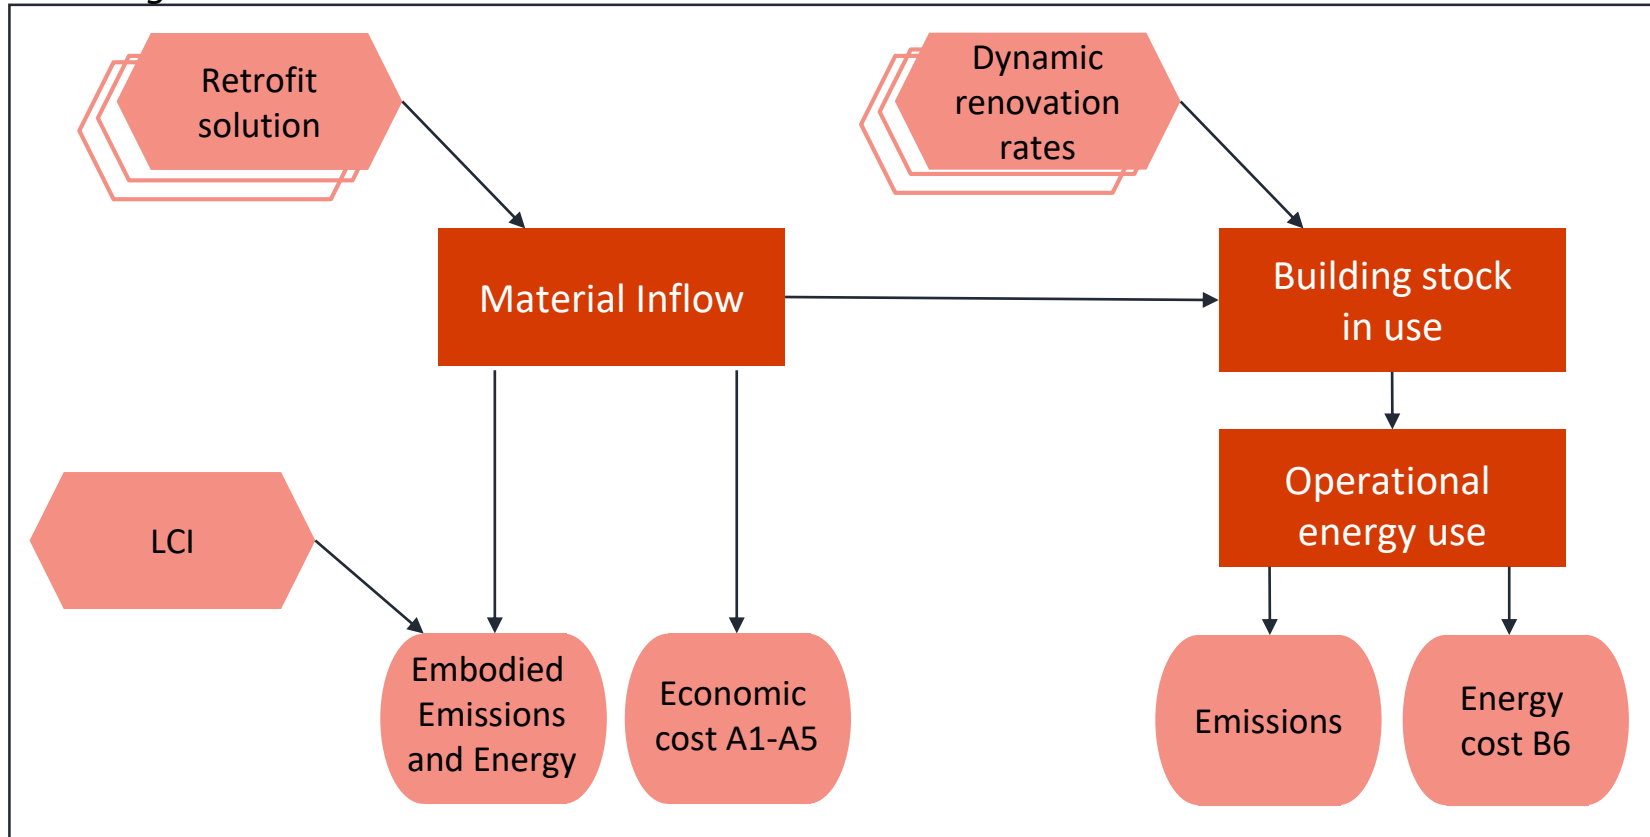 Retrofit
solution
Dynamic
renovation
rates
Material Inflow
Building stock
in use
Operational
energy use
LCI
Embodied
Emissions
and Energy
Economic
cost A1-A5
Emissions
Energy
cost B6